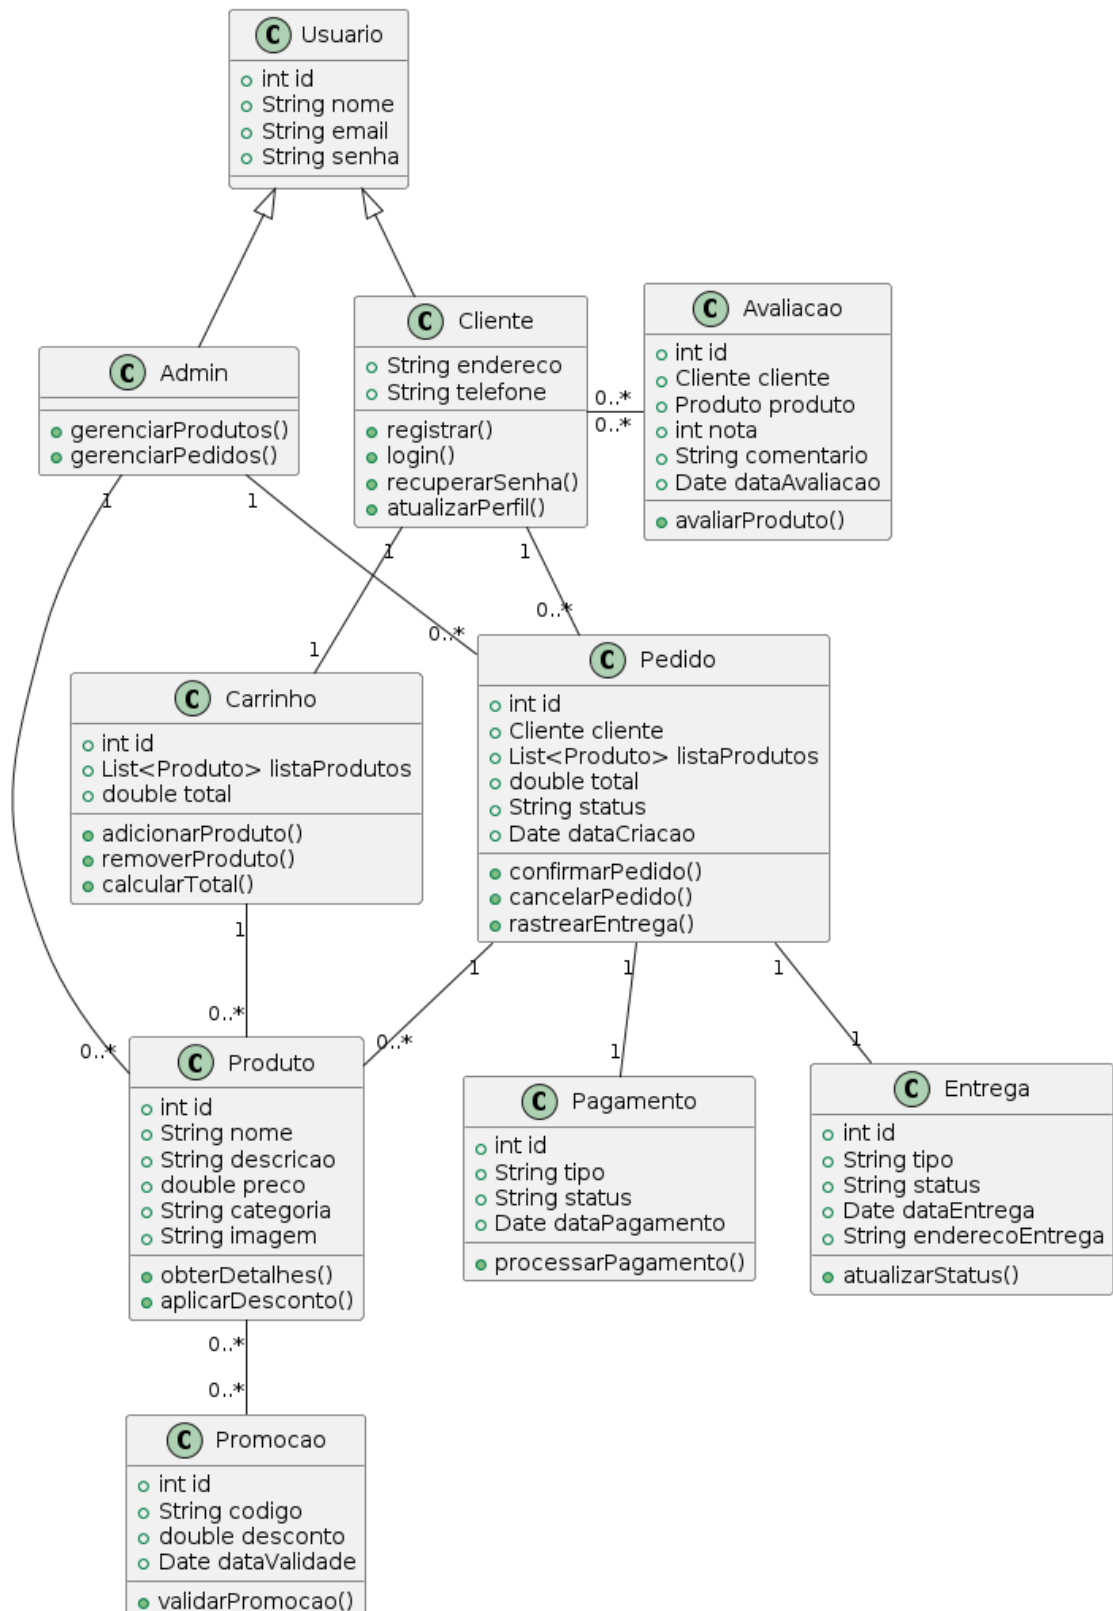 C Usuario
int id
String nome
String email
String senha
C Admin
gerenciarProdutos()
gerenciarPedidos()
C Cliente
String endereco
String telefone
registrar()
login()
recuperarSenha()
atualizarPerfil()
C Avaliacao
int id
Cliente cliente
Produto produto
int nota
String comentario
Date dataAvaliacao
avaliarProduto()
0..*
0..*
1
1
1
1
0..*
0..*
1
C Carrinho
int id
List<Produto> listaProdutos
double total
adicionarProduto()
removerProduto()
calcularTotal()
C Pedido
int id
Cliente cliente
List<Produto> listaProdutos
double total
String status
Date dataCriacao
confirmarPedido()
cancelarPedido()
rastrearEntrega()
1
1
1
1
0..*
0..*
0..*
1
1
C Produto
int id
String nome
String descricao
double preco
String categoria
String imagem
obterDetalhes()
aplicarDesconto()
C Pagamento
int id
String tipo
String status
Date dataPagamento
processarPagamento()
C Entrega
int id
String tipo
String status
Date dataEntrega
String enderecoEntrega
atualizarStatus()
0..*
0..*
C Promocao
int id
String codigo
double desconto
Date dataValidade
validarPromocao()